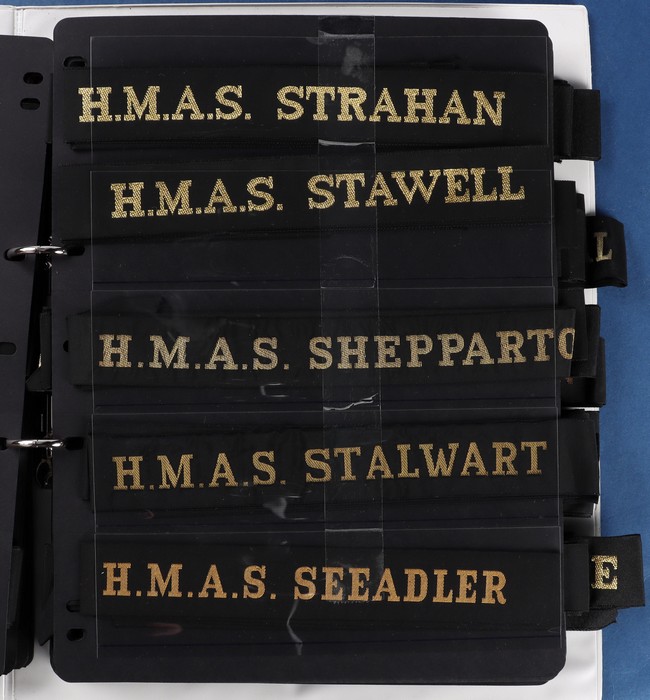 H.M.A.S. STRAHAN
H.M.A.S. STAWELL
L
H.M.A.S. SHEPPARTO
H.M.A.S. STALWART
H.M.A.S. SEEADLER
E